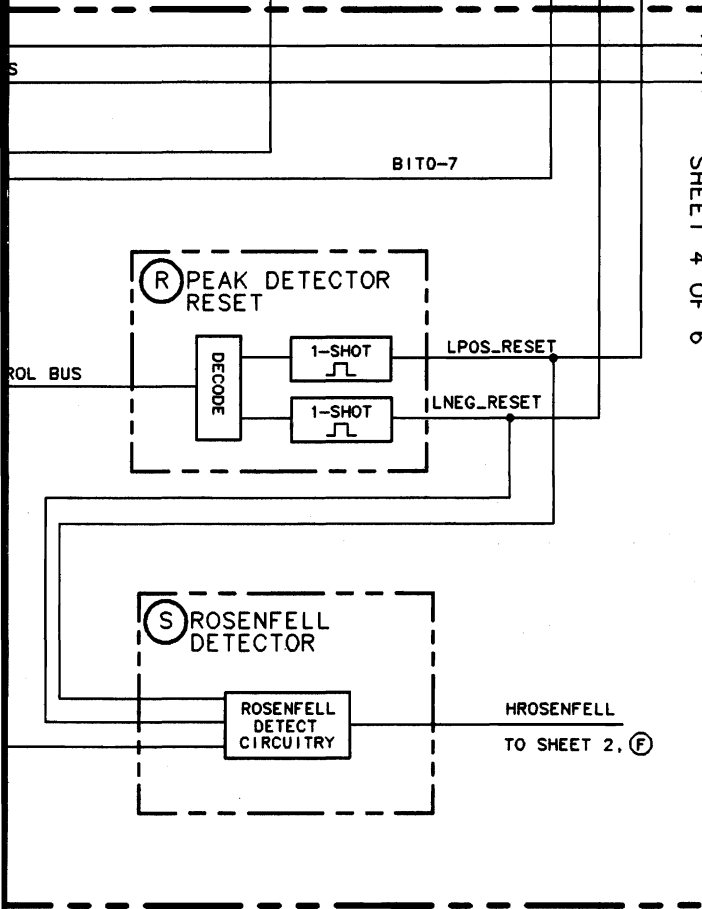 S
BIT0-7
SHEET 4 OF 6
R PEAK DETECTOR
RESET
DECODE
1-SHOT
LPOS_RESET
ROL BUS
1-SHOT
LNEG_RESET
S ROSENFELL
DETECTOR
ROSENFELL
DETECT
CIRCUITRY
HROSENFELL
TO SHEET 2, F